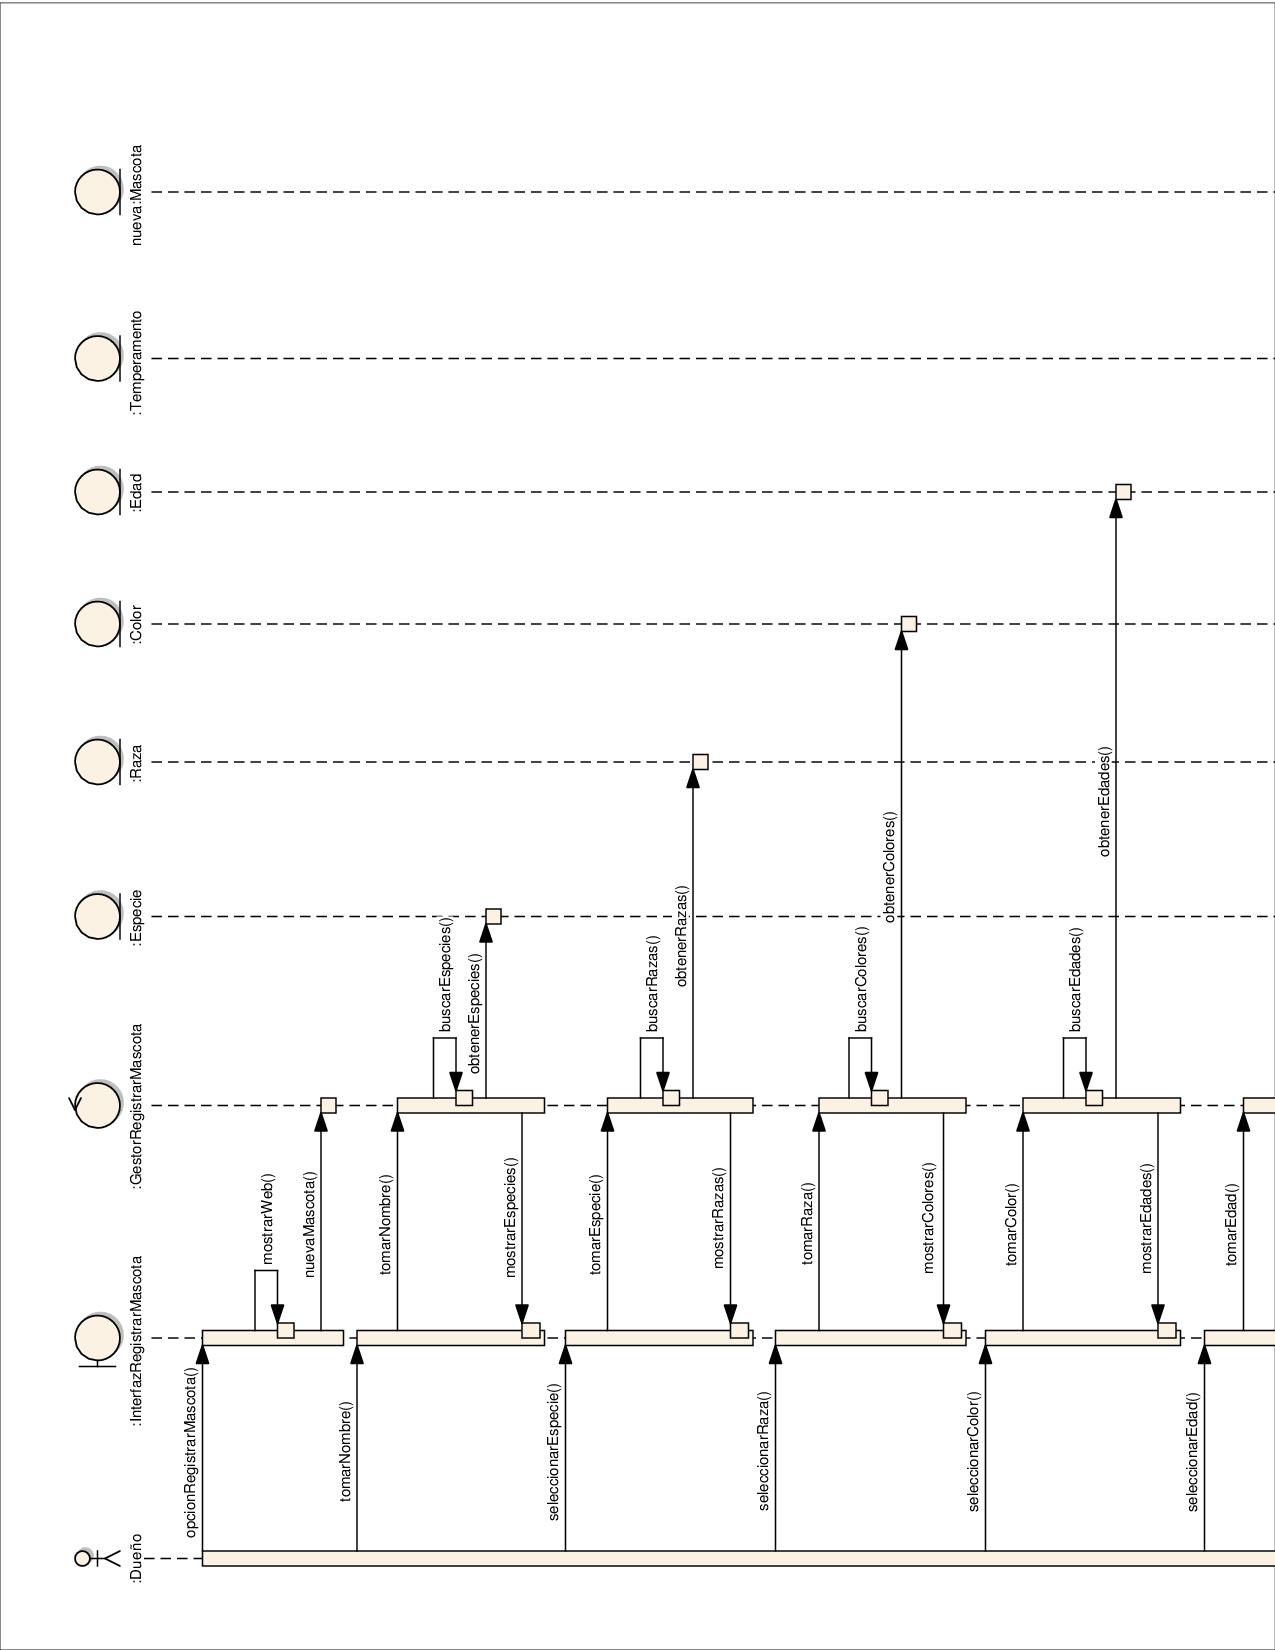 :Dueño
:InterfazRegistrarMascota
:GestorRegistrarMascota
:Especie
:Raza
:Color
:Edad
:Temperamento
nueva:Mascota
opcionRegistrarMascota()
mostrarWeb()
nuevaMascota()
tomarNombre()
tomarNombre()
buscarEspecies()
obtenerEspecies()
mostrarEspecies()
seleccionarEspecie()
tomarEspecie()
buscarRazas()
obtenerRazas()
mostrarRazas()
seleccionarRaza()
tomarRaza()
buscarColores()
obtenerColores()
mostrarColores()
seleccionarColor()
tomarColor()
buscarEdades()
obtenerEdades()
mostrarEdades()
seleccionarEdad()
tomarEdad()